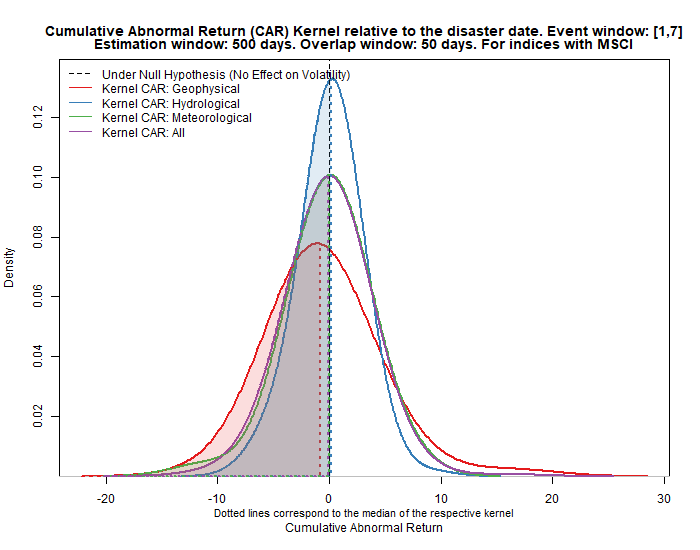 Cumulative Abnormal Return (CAR) Kernel relative to the disaster date. Event window: [1,7]
Estimation window: 500 days. Overlap window: 50 days. For indices with MSCI
Under Null Hypothesis (No Effect on Volatility)
Kernel CAR: Geophysical
Kernel CAR: Hydrological
Kernel CAR: Meteorological
Kernel CAR: All
Density
0.12
0.10
0.08
0.06
0.04
0.02
-20 -10 0 10 20 30
Dotted lines correspond to the median of the respective kernel
Cumulative Abnormal Return